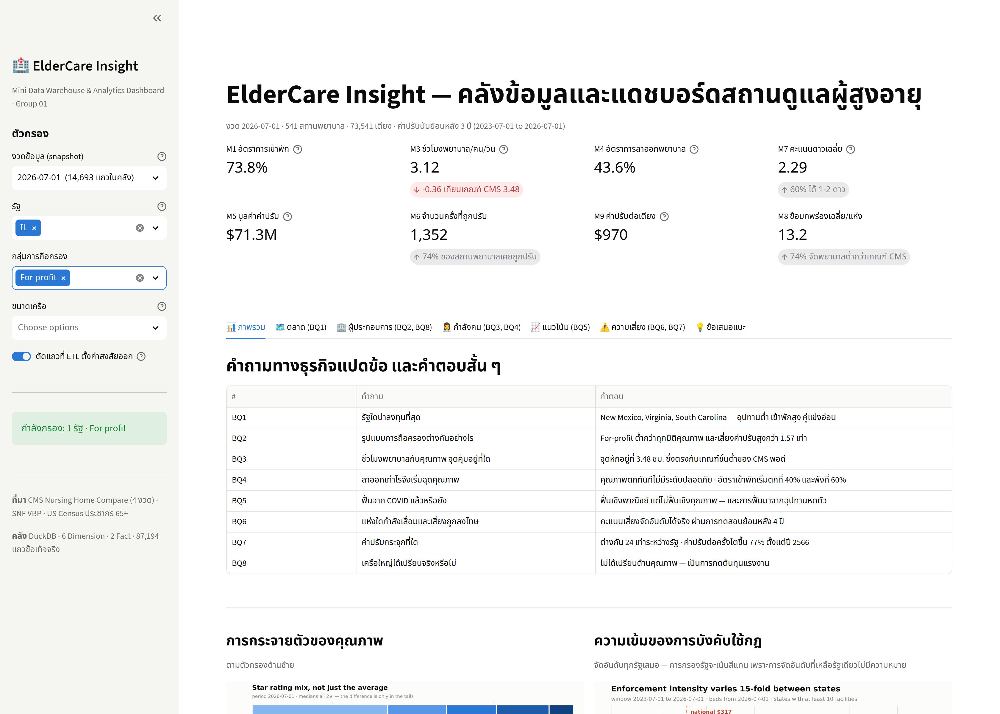 ElderCare Insight
Mini Data Warehouse & Analytics Dashboard
· Group 01
ตัวกรอง
งวดข้อมูล (snapshot)
2026-07-01 (14,693 แถวในคลัง)
รัฐ
IL
กลุ่มการถือครอง
For profit
ขนาดเครือ
Choose options
ตัดแถวที่ ETL ตั้งค่าสงสัยออก
กำลังกรอง: 1 รัฐ · For profit
ที่มา CMS Nursing Home Compare (4 งวด) ·
SNF VBP · US Census ประชากร 65+
คลัง DuckDB · 6 Dimension · 2 Fact · 87,194
แถวข้อเท็จจริง
ElderCare Insight — คลังข้อมูลและแดชบอร์ดสถานดูแลผู้สูงอายุ
งวด 2026-07-01 · 541 สถานพยาบาล · 73,541 เตียง · ค่าปรับนับย้อนหลัง 3 ปี (2023-07-01 to 2026-07-01)
M1 อัตราการเข้าพัก
73.8%
M3 ชั่วโมงพยาบาล/คน/วัน
3.12
-0.36 เทียบเกณฑ์ CMS 3.48
M4 อัตราการลาออกพยาบาล
43.6%
M7 คะแนนดาวเฉลี่ย
2.29
60% ได้ 1-2 ดาว
M5 มูลค่าค่าปรับ
$71.3M
M6 จำนวนครั้งที่ถูกปรับ
1,352
74% ของสถานพยาบาลเคยถูกปรับ
M9 ค่าปรับต่อเตียง
$970
M8 ข้อบกพร่องเฉลี่ย/แห่ง
13.2
74% จัดพยาบาลต่ำกว่าเกณฑ์ CMS
ภาพรวม ตลาด (BQ1) ผู้ประกอบการ (BQ2, BQ8) กำลังคน (BQ3, BQ4) แนวโน้ม (BQ5) ความเสี่ยง (BQ6, BQ7) ข้อเสนอแนะ
คำถามทางธุรกิจแปดข้อ และคำตอบสั้น ๆ
# คำถาม คำตอบ
BQ1 รัฐใดน่าลงทุนที่สุด New Mexico, Virginia, South Carolina — อุปทานต่ำ เข้าพักสูง คู่แข่งอ่อน
BQ2 รูปแบบการถือครองต่างกันอย่างไร For-profit ต่ำกว่าทุกมิติคุณภาพ และเสี่ยงค่าปรับสูงกว่า 1.57 เท่า
BQ3 ชั่วโมงพยาบาลกับคุณภาพ จุดคุ้มอยู่ที่ใด จุดหักอยู่ที่ 3.48 ชม. ซึ่งตรงกับเกณฑ์ขั้นต่ำของ CMS พอดี
BQ4 ลาออกเท่าไรจึงเริ่มฉุดคุณภาพ คุณภาพตกทันทีไม่มีระดับปลอดภัย · อัตราเข้าพักเริ่มตกที่ 40% และพังที่ 60%
BQ5 ฟื้นจาก COVID แล้วหรือยัง ฟื้นเชิงพาณิชย์ แต่ไม่ฟื้นเชิงคุณภาพ — และการฟื้นมาจากอุปทานหดตัว
BQ6 แห่งใดกำลังเสื่อมและเสี่ยงถูกลงโทษ คะแนนเสี่ยงจัดอันดับได้จริง ผ่านการทดสอบย้อนหลัง 4 ปี
BQ7 ค่าปรับกระจุกที่ใด ต่างกัน 24 เท่าระหว่างรัฐ · ค่าปรับต่อครั้งโตขึ้น 77% ตั้งแต่ปี 2566
BQ8 เครือใหญ่ได้เปรียบจริงหรือไม่ ไม่ได้เปรียบด้านคุณภาพ — เป็นการกดต้นทุนแรงงาน
การกระจายตัวของคุณภาพ
ตามตัวกรองด้านซ้าย
Star rating mix, not just the average
period 2026-07-01 · medians all 2★ — the difference is only in the tails
ความเข้มของการบังคับใช้กฎ
จัดอันดับทุกรัฐเสมอ — การกรองรัฐจะเน้นสีแทน เพราะการจัดอันดับที่เหลือรัฐเดียวไม่มีความหมาย
Enforcement intensity varies 15-fold between states
window 2023-07-01 to 2026-07-01 · beds from 2026-07-01 · states with at least 10 facilities
national $317